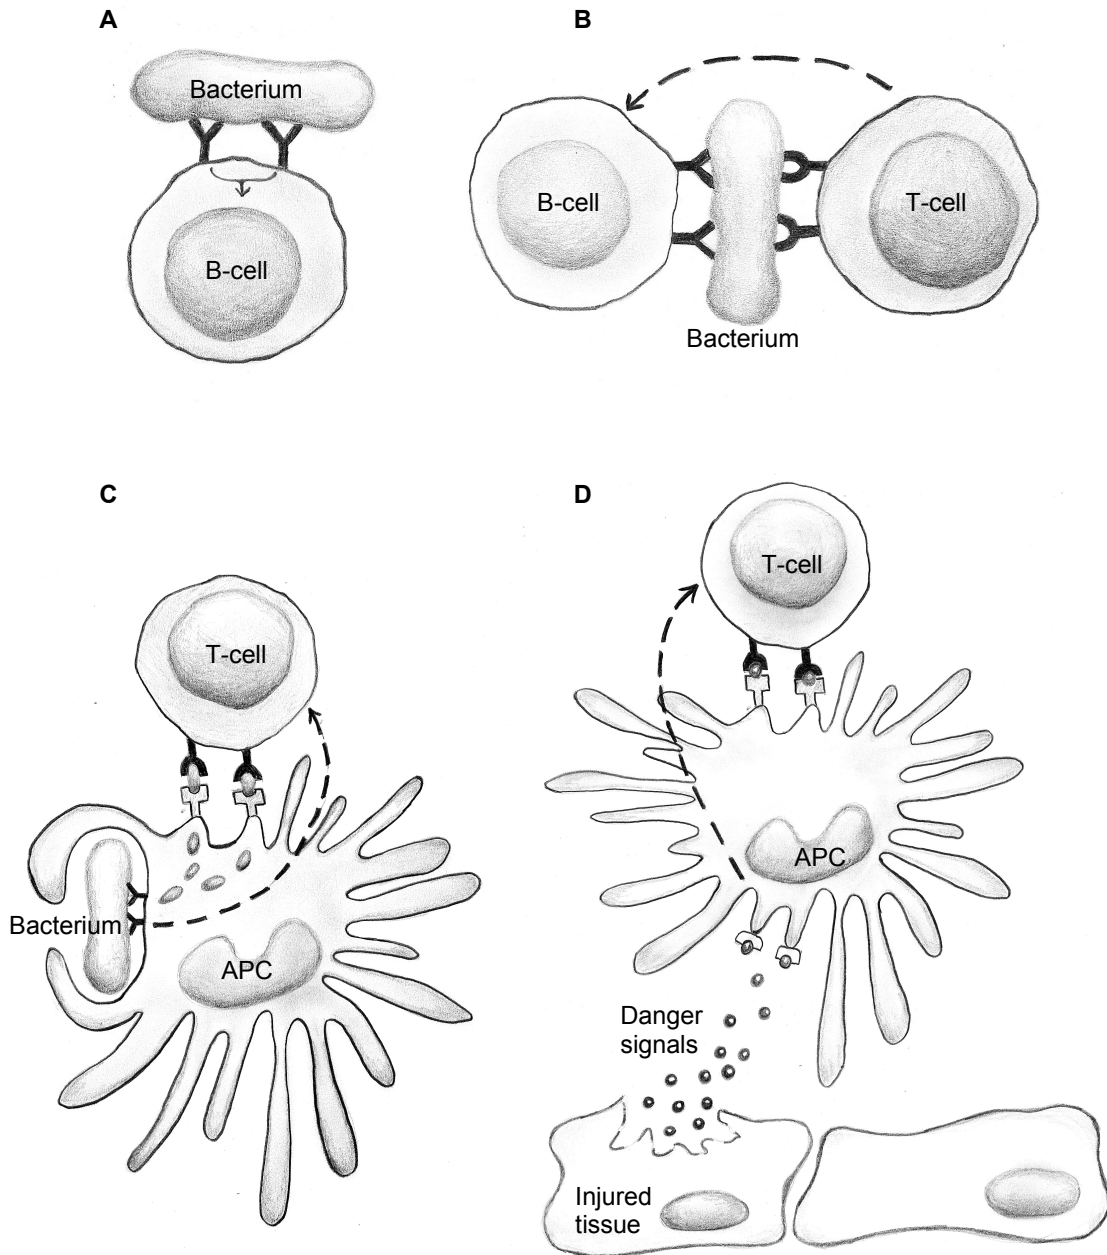 A
Bacterium
B-cell
B
B-cell
T-cell
Bacterium
C
T-cell
Bacterium
APC
D
T-cell
APC
Danger
signals
Injured
tissue